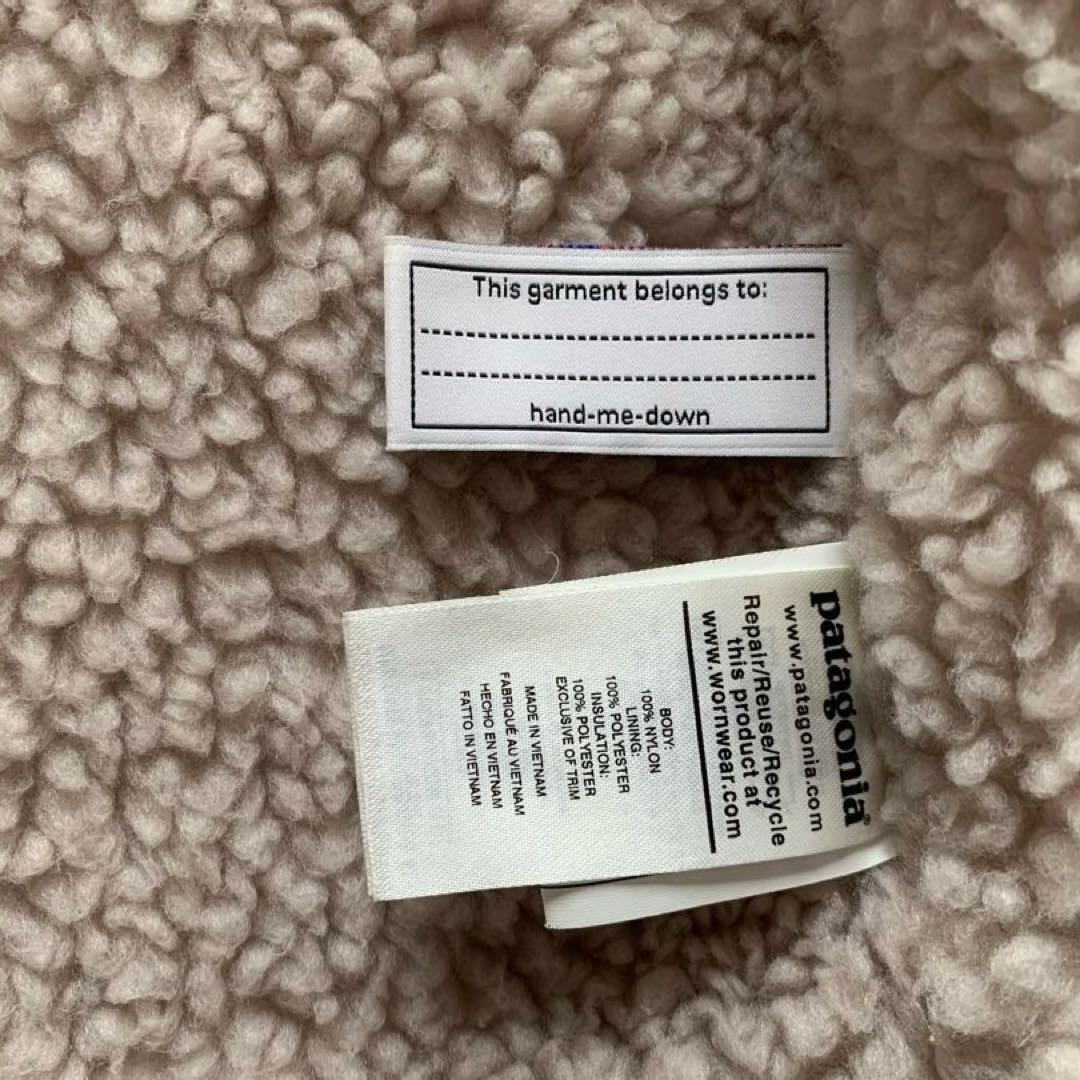 This garment belongs to:
hand-me-down
patagonia®
www.patagonia.com
Repair/Reuse/Recycle
this product at
www.wornwear.com
BODY:
100% NYLON
LINING:
100% POLYESTER
INSULATION:
100% POLYESTER
EXCLUSIVE OF TRIM
MADE IN VIETNAM
FABRIQUÉ AU VIETNAM
HECHO EN VIETNAM
FATTO IN VIETNAM